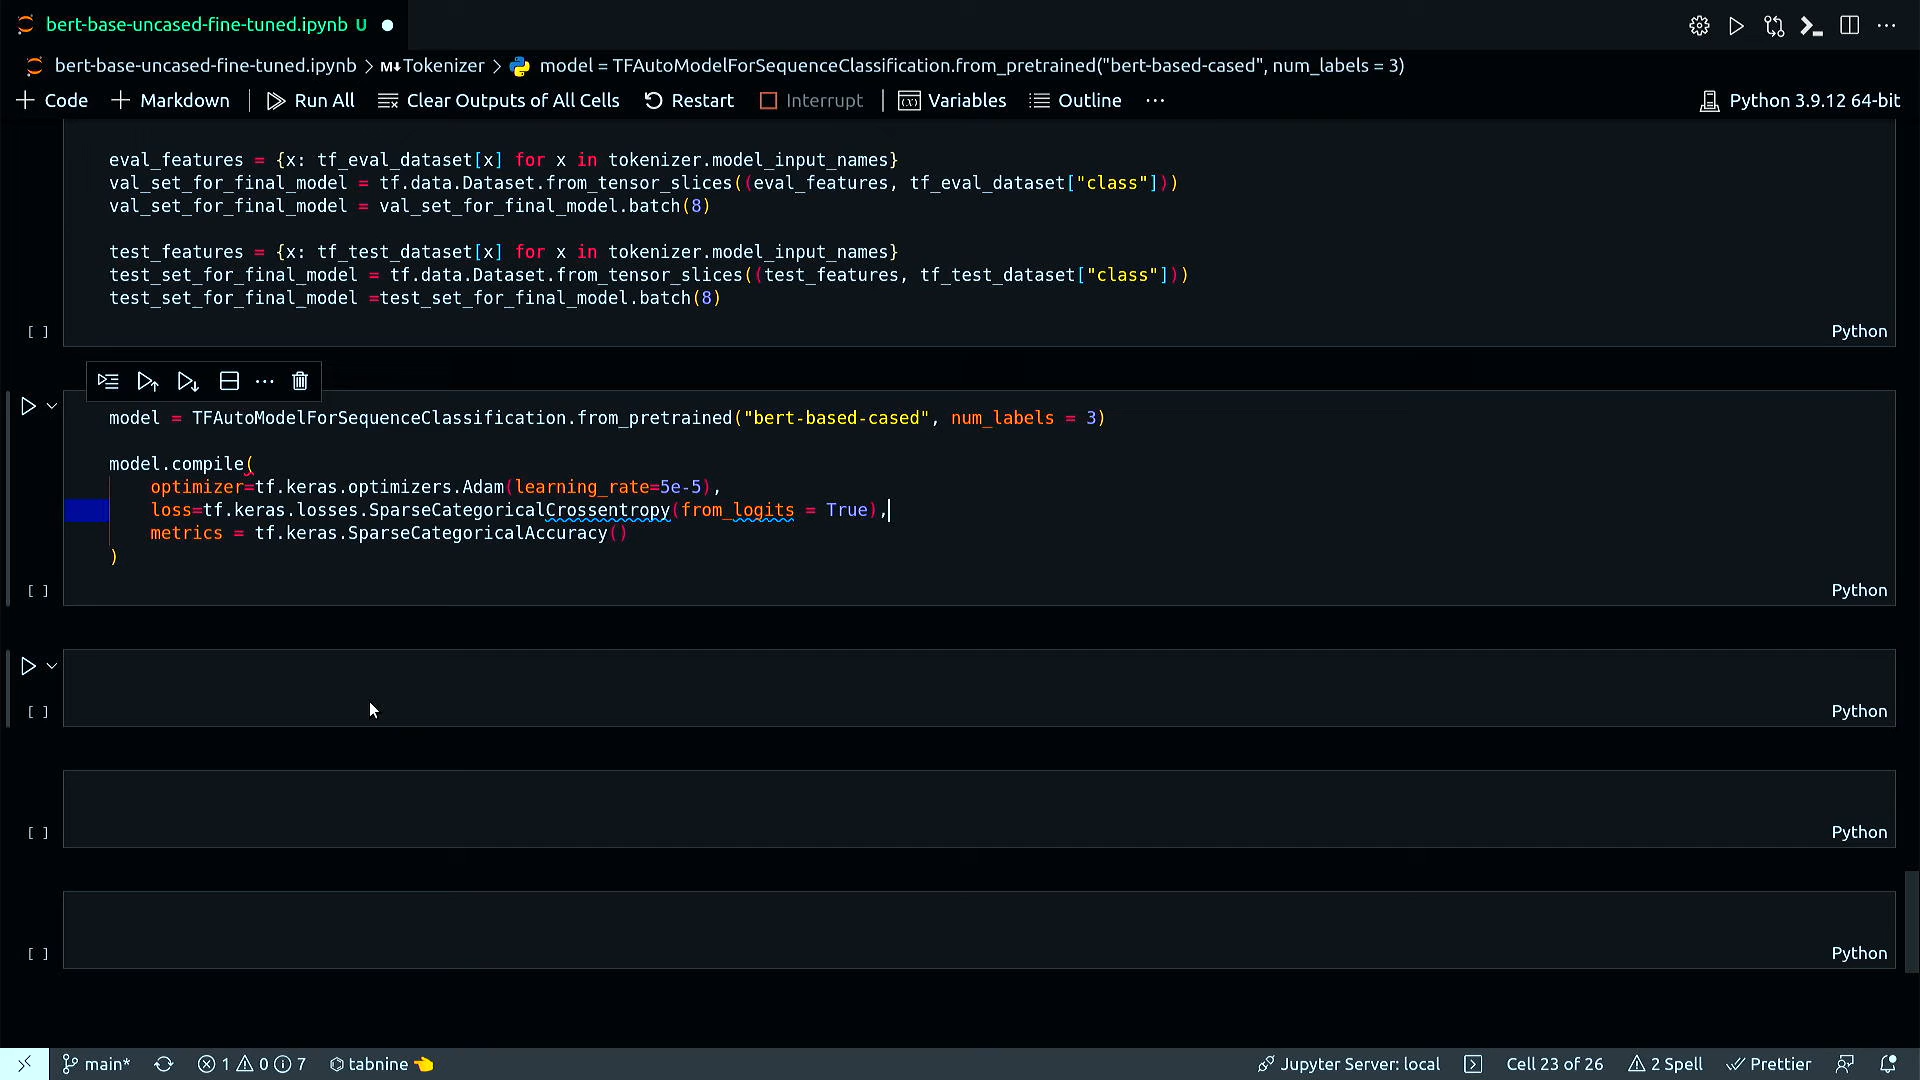 bert-base-uncased-fine-tuned.ipynb U
bert-base-uncased-fine-tuned.ipynb > M Tokenizer > model = TFAutoModelForSequenceClassification.from_pretrained("bert-based-cased", num_labels = 3)
+ Code + Markdown Run All Clear Outputs of All Cells Restart Interrupt Variables Outline ... Python 3.9.12 64-bit
eval_features = {x: tf_eval_dataset[x] for x in tokenizer.model_input_names}
val_set_for_final_model = tf.data.Dataset.from_tensor_slices((eval_features, tf_eval_dataset["class"]))
val_set_for_final_model = val_set_for_final_model.batch(8)
test_features = {x: tf_test_dataset[x] for x in tokenizer.model_input_names}
test_set_for_final_model = tf.data.Dataset.from_tensor_slices((test_features, tf_test_dataset["class"]))
test_set_for_final_model =test_set_for_final_model.batch(8)
[ ] Python
model = TFAutoModelForSequenceClassification.from_pretrained("bert-based-cased", num_labels = 3)
model.compile(
optimizer=tf.keras.optimizers.Adam(learning_rate=5e-5),
loss=tf.keras.losses.SparseCategoricalCrossentropy(from_logits = True),
metrics = tf.keras.SparseCategoricalAccuracy()
)
[ ] Python
[ ] Python
[ ] Python
[ ] Python
main* 1 0 7 tabnine Jupyter Server: local Cell 23 of 26 2 Spell Prettier